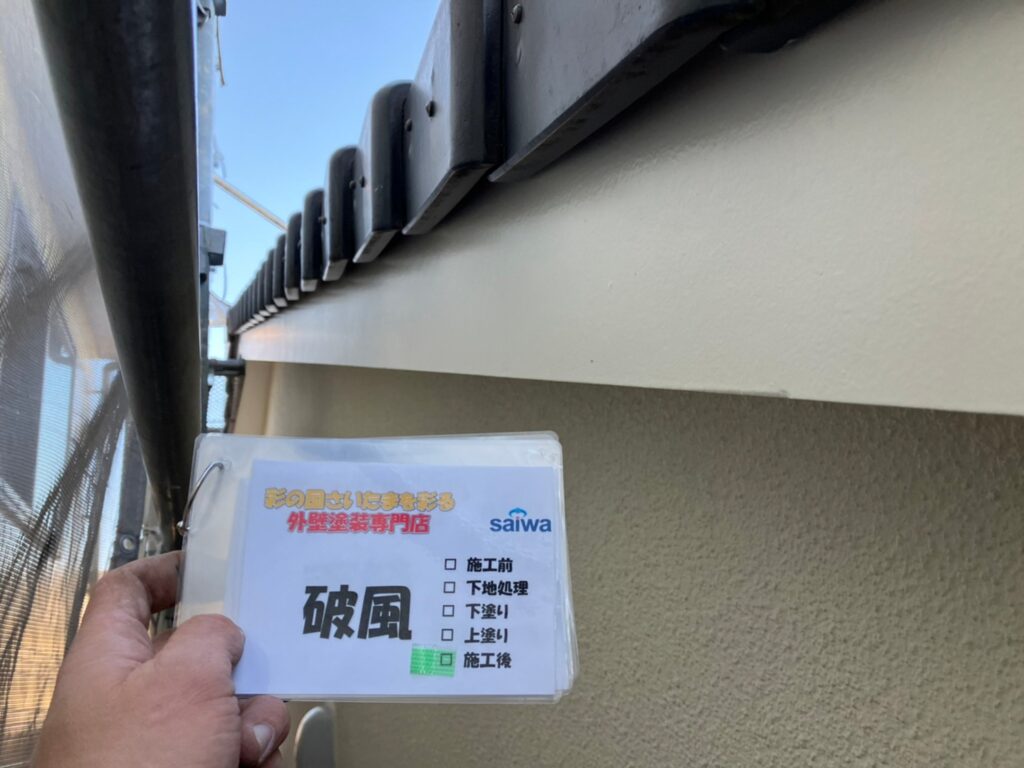 彩の国さいたまを彩る
外壁塗装専門店
saiwa
破風
□ 施工前
□ 下地処理
□ 下塗り
□ 上塗り
□ 施工後